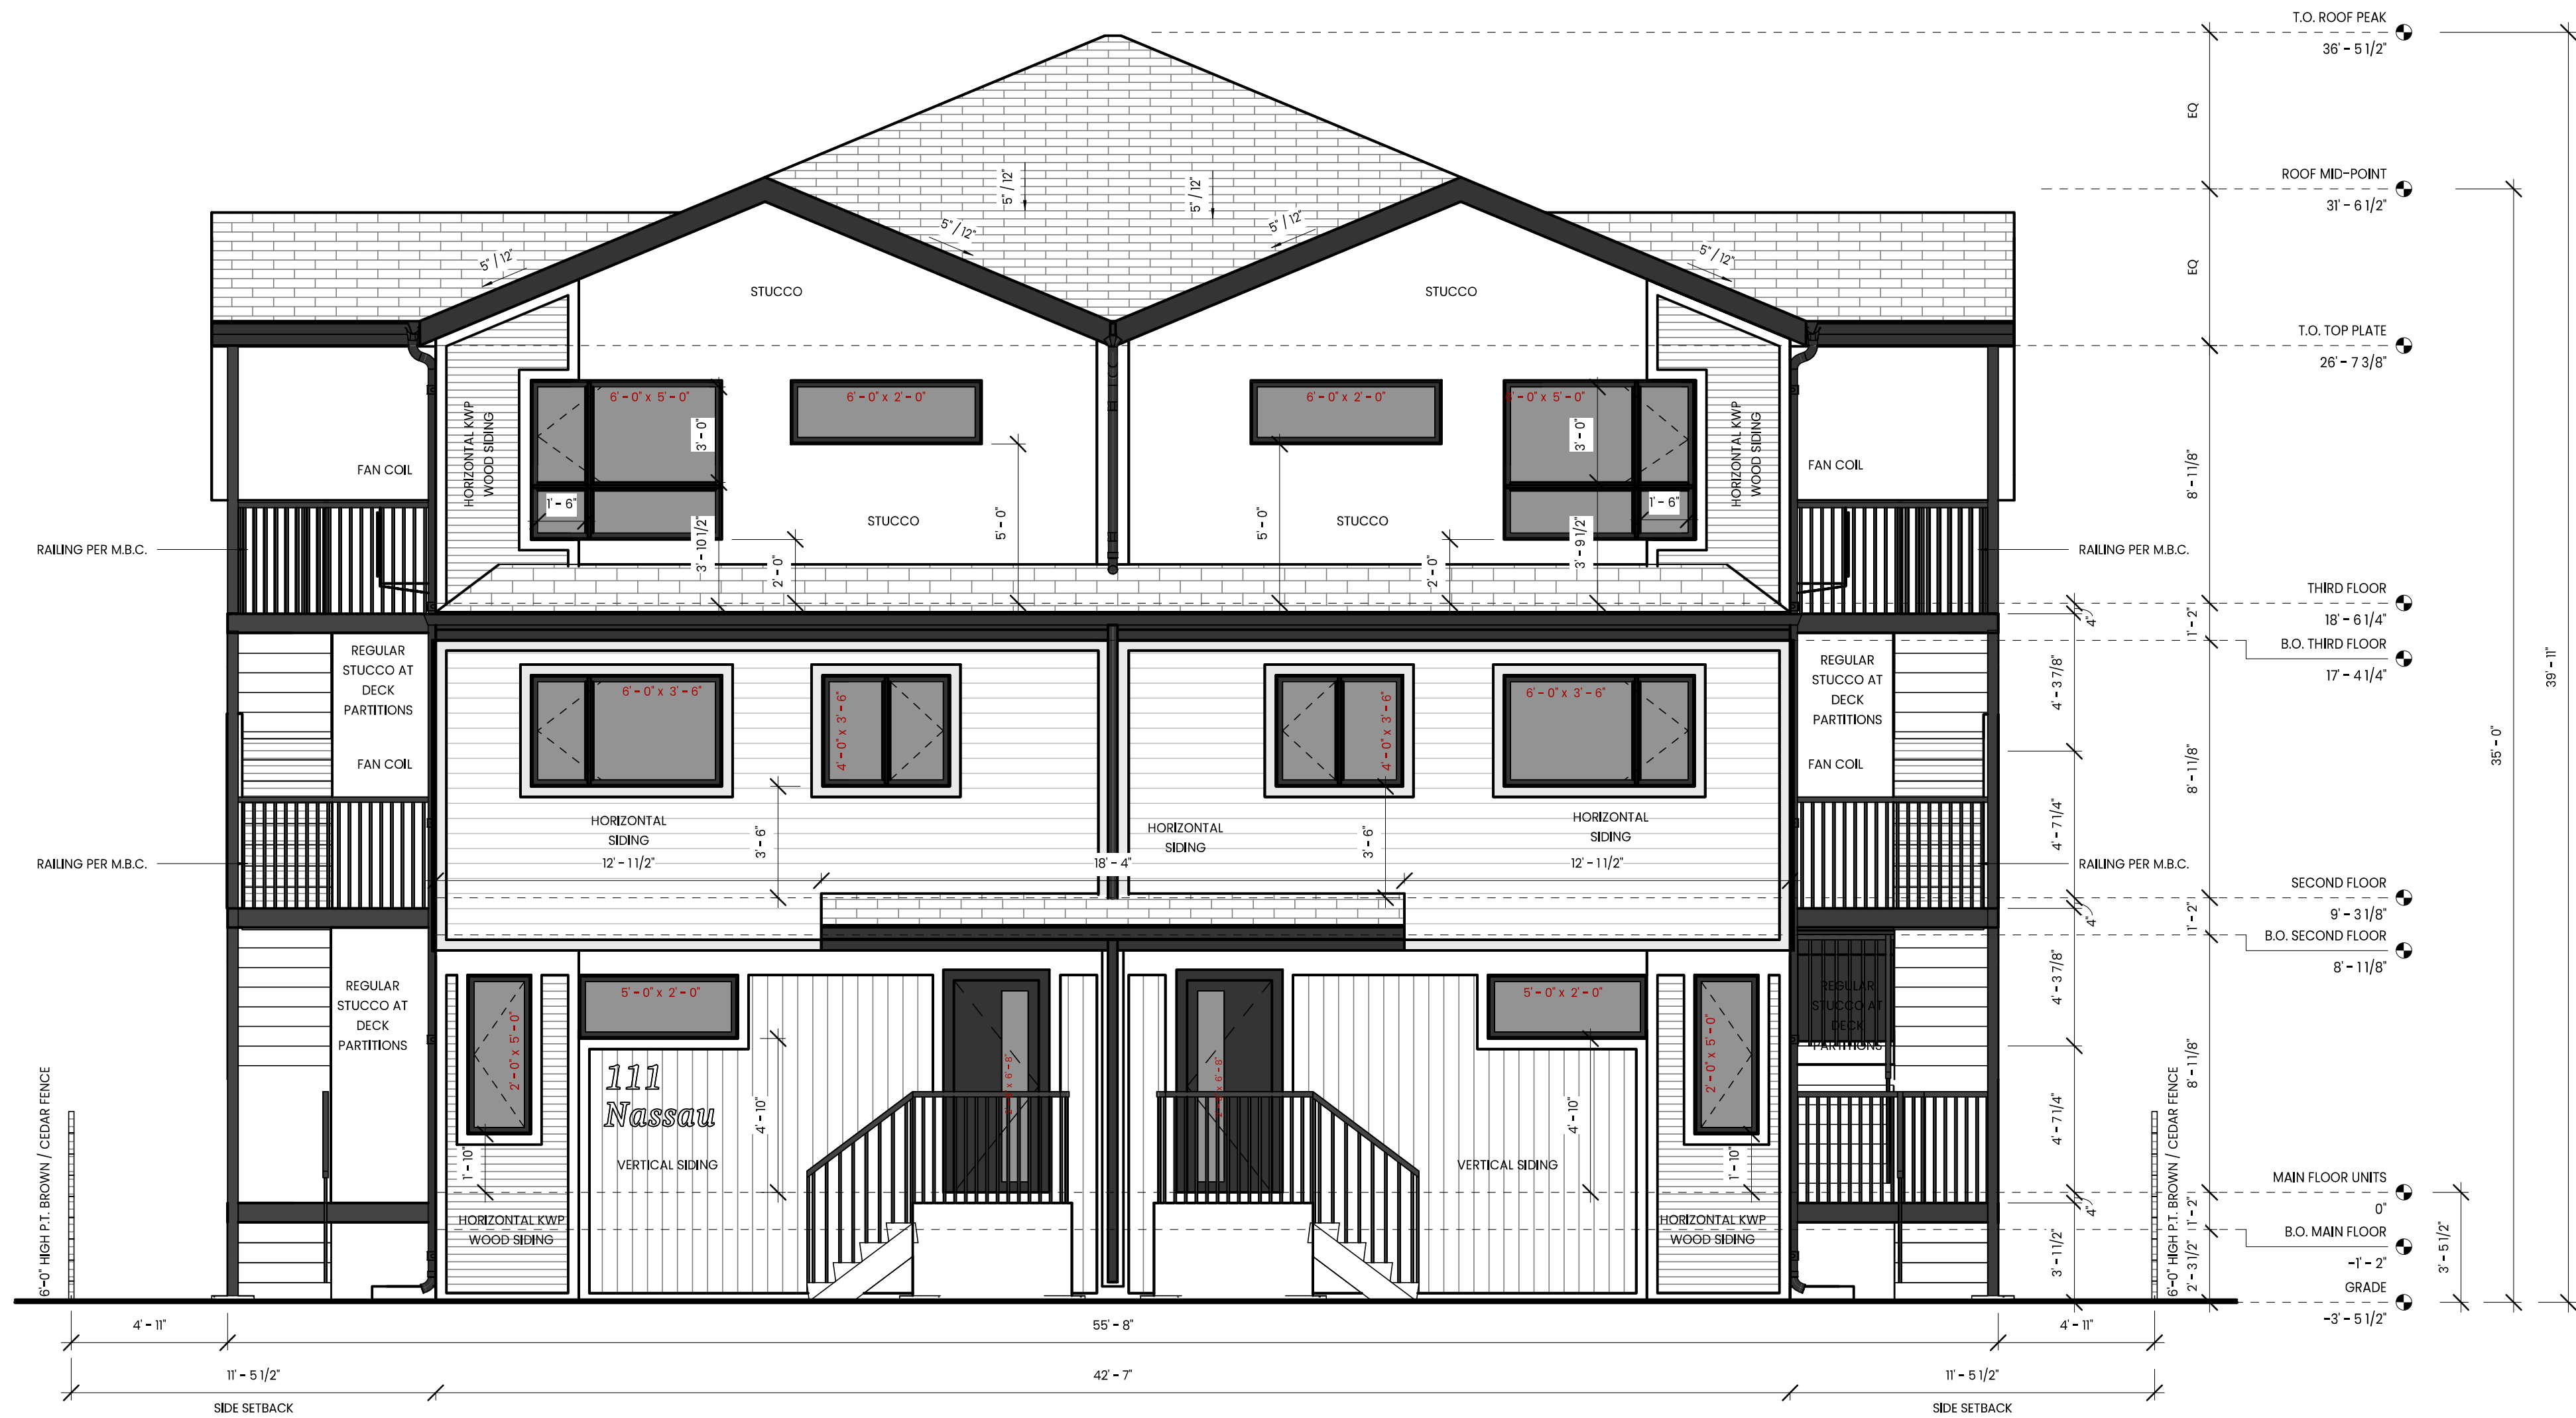 T.O. ROOF PEAK
36' - 5 1/2"
EQ
ROOF MID-POINT
31' - 6 1/2"
5" / 12"
5" / 12"
5" / 12"
5" / 12"
5" / 12"
5" / 12"
EQ
STUCCO
STUCCO
T.O. TOP PLATE
26' - 7 3/8"
6' - 0" x 5' - 0"
6' - 0" x 2' - 0"
6' - 0" x 2' - 0"
6' - 0" x 5' - 0"
HORIZONTAL KWP
WOOD SIDING
3' - 0"
3' - 0"
HORIZONTAL KWP
WOOD SIDING
FAN COIL
FAN COIL
8' - 1 1/8"
1' - 6"
1' - 6"
STUCCO
STUCCO
5' - 0"
5' - 0"
3' - 10 1/2"
2' - 0"
2' - 0"
3' - 9 1/2"
RAILING PER M.B.C.
RAILING PER M.B.C.
THIRD FLOOR
18' - 6 1/4"
4"
1' - 2"
B.O. THIRD FLOOR
17' - 4 1/4"
REGULAR
STUCCO AT
DECK
PARTITIONS
REGULAR
STUCCO AT
DECK
PARTITIONS
6' - 0" x 3' - 6"
4' - 0" x 3' - 6"
4' - 0" x 3' - 6"
6' - 0" x 3' - 6"
4' - 3 7/8"
39' - 11"
35' - 0"
FAN COIL
FAN COIL
8' - 1 1/8"
HORIZONTAL
SIDING
HORIZONTAL
SIDING
HORIZONTAL
SIDING
3' - 6"
3' - 6"
4' - 7 1/4"
RAILING PER M.B.C.
12' - 1 1/2"
18' - 4"
12' - 1 1/2"
RAILING PER M.B.C.
SECOND FLOOR
9' - 3 1/8"
4"
1' - 2"
B.O. SECOND FLOOR
8' - 1 1/8"
REGULAR
STUCCO AT
DECK
PARTITIONS
REGULAR
STUCCO AT
DECK
PARTITIONS
5' - 0" x 2' - 0"
5' - 0" x 2' - 0"
2' - 0" x 5' - 0"
2' - 0" x 5' - 0"
4' - 3 7/8"
8' - 1 1/8"
111
Nassau
4' - 10"
4' - 10"
4' - 7 1/4"
1' - 10"
1' - 10"
VERTICAL SIDING
VERTICAL SIDING
6'-0" HIGH P.T. BROWN / CEDAR FENCE
6'-0" HIGH P.T. BROWN / CEDAR FENCE
MAIN FLOOR UNITS
0"
4"
1' - 2"
HORIZONTAL KWP
WOOD SIDING
HORIZONTAL KWP
WOOD SIDING
B.O. MAIN FLOOR
-1' - 2"
3' - 1 1/2"
2' - 3 1/2"
3' - 5 1/2"
GRADE
-3' - 5 1/2"
4' - 11"
55' - 8"
4' - 11"
11' - 5 1/2"
42' - 7"
11' - 5 1/2"
SIDE SETBACK
SIDE SETBACK